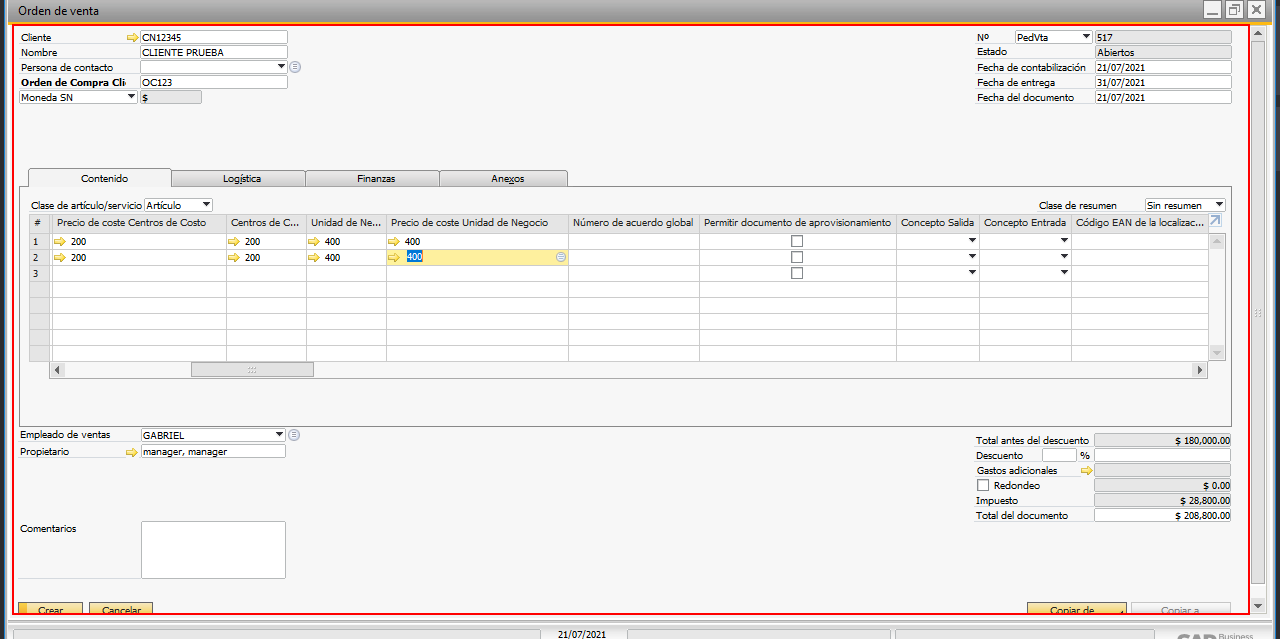 Orden de venta
Cliente CN12345
Nombre CLIENTE PRUEBA
Persona de contacto
Orden de Compra Cli OC123
Moneda SN $
Nº PedVta 517
Estado Abiertos
Fecha de contabilización 21/07/2021
Fecha de entrega 31/07/2021
Fecha del documento 21/07/2021
Contenido Logística Finanzas Anexos
Clase de artículo/servicio Artículo Clase de resumen Sin resumen
# Precio de coste Centros de Costo Centros de C... Unidad de Ne... Precio de coste Unidad de Negocio Número de acuerdo global Permitir documento de aprovisionamiento Concepto Salida Concepto Entrada Código EAN de la localizac...
1 200 200 400 400
2 200 200 400 400
3
Empleado de ventas GABRIEL
Propietario manager, manager
Total antes del descuento $ 180,000.00
Descuento %
Gastos adicionales
Redondeo $ 0.00
Impuesto $ 28,800.00
Total del documento $ 208,800.00
Comentarios
Crear Cancelar Copiar de Copiar a
21/07/2021
SAP Business